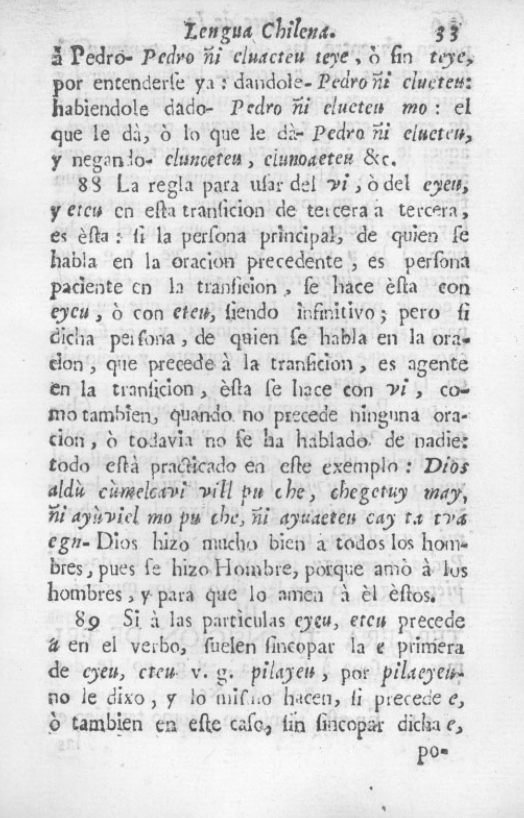 Lengua Chilena. 33
à Pedro- Pedro ñi eluacteu teye, ò ſin teye,
por entenderſe ya: dandole- Pedro ñi elueteu:
habiendole dado- Pedro ñi elueteu mo: el
que le dà, ò lo que le dà- Pedro ñi elueteu,
y negando- elunoeteu, elunoaeteu &c.
88 La regla para uſar del vi, ò del eyeu,
y eteu en eſta tranſicion de tercera à tercera,
es èſta: ſi la perſona principal, de quien ſe
habla en la oracion precedente, es perſona
paciente en la tranſicion, ſe hace èſta con
eyeu, ò con eteu, ſiendo infinitivo; pero ſi
dicha perſona, de quien ſe habla en la ora-
cion, que precede à la tranſicion, es agente
en la tranſicion, èſta ſe hace con vi, co-
mo tambien, quando no precede ninguna ora-
cion, ò todavia no ſe ha hablado de nadie:
todo eſtà practicado en eſte exemplo: Dios
aldù cùmelcavi vill pu che, chegetuy may,
ñi ayùviel mo pu che, ñi ayuaeteu cay ta tvá
egn- Dios hizo mucho bien à todos los hom-
bres, pues ſe hizo Hombre, porque amò à los
hombres, y para que lo amen à èl èſtos.
89 Si à las particulas eyeu, eteu precede
a en el verbo, ſuelen ſincopar la e primera
de eyeu, eteu v. g. pilayeu, por pilaeyeu-
no le dixo, y lo miſmo hacen, ſi precede e,
ò tambien en eſte caſo, ſin ſincopar dicha e,
po-